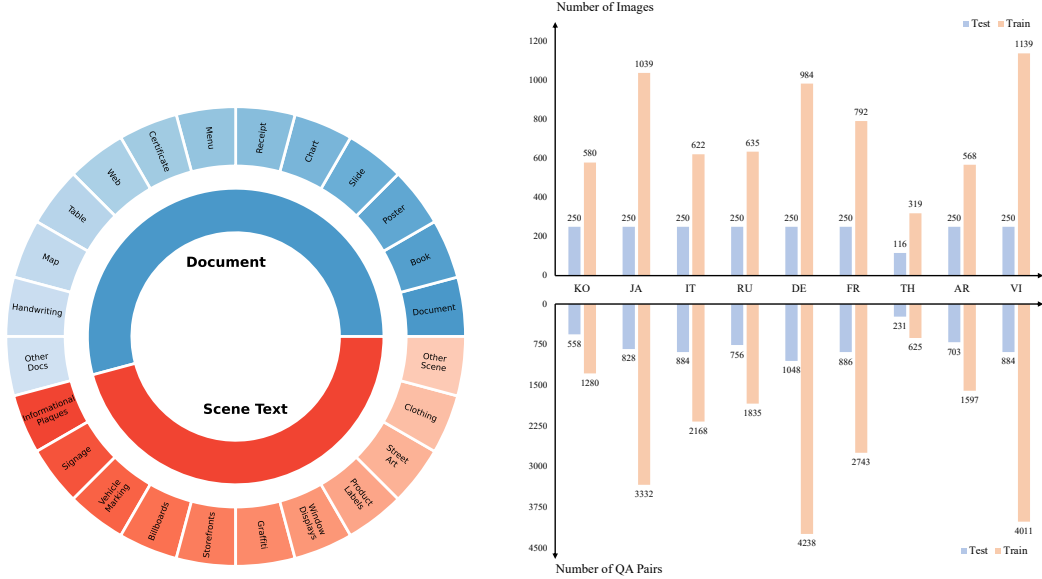 Document
Scene Text
Document
Book
Poster
Slide
Chart
Receipt
Menu
Certificate
Web
Table
Map
Handwriting
Other
Docs
Informational
Plaques
Signage
Vehicle
Marking
Billboards
Storefronts
Graffiti
Window
Displays
Product
Labels
Street
Art
Clothing
Other
Scene
Number of Images
Test Train
1200
1000
800
600
400
200
0
250 580
250 1039
250 622
250 635
250 984
250 792
116 319
250 568
250 1139
KO JA IT RU DE FR TH AR VI
0
750
1500
2250
3000
3750
4500
558 1280
828 3332
884 2168
756 1835
1048 4238
886 2743
231 625
703 1597
884 4011
Test Train
Number of QA Pairs